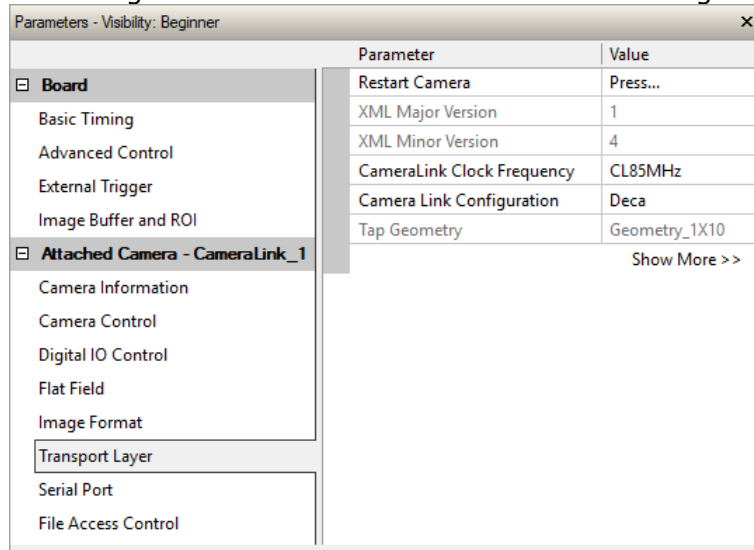 Parameters - Visibility: Beginner ×
Parameter Value
Board
Basic Timing
Advanced Control
External Trigger
Image Buffer and ROI
Attached Camera - CameraLink_1
Camera Information
Camera Control
Digital IO Control
Flat Field
Image Format
Transport Layer
Serial Port
File Access Control
Restart Camera Press...
XML Major Version 1
XML Minor Version 4
CameraLink Clock Frequency CL85MHz
Camera Link Configuration Deca
Tap Geometry Geometry_1X10
Show More >>